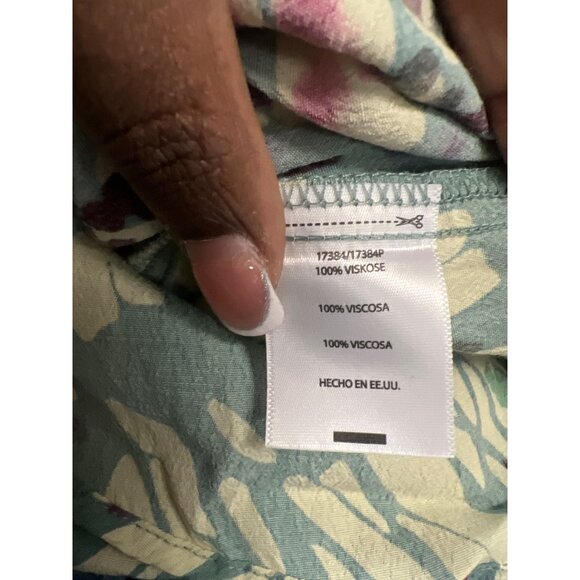 17384/17384P
100% VISKOSE
100% VISCOSA
100% VISCOSA
HECHO EN EE.UU.